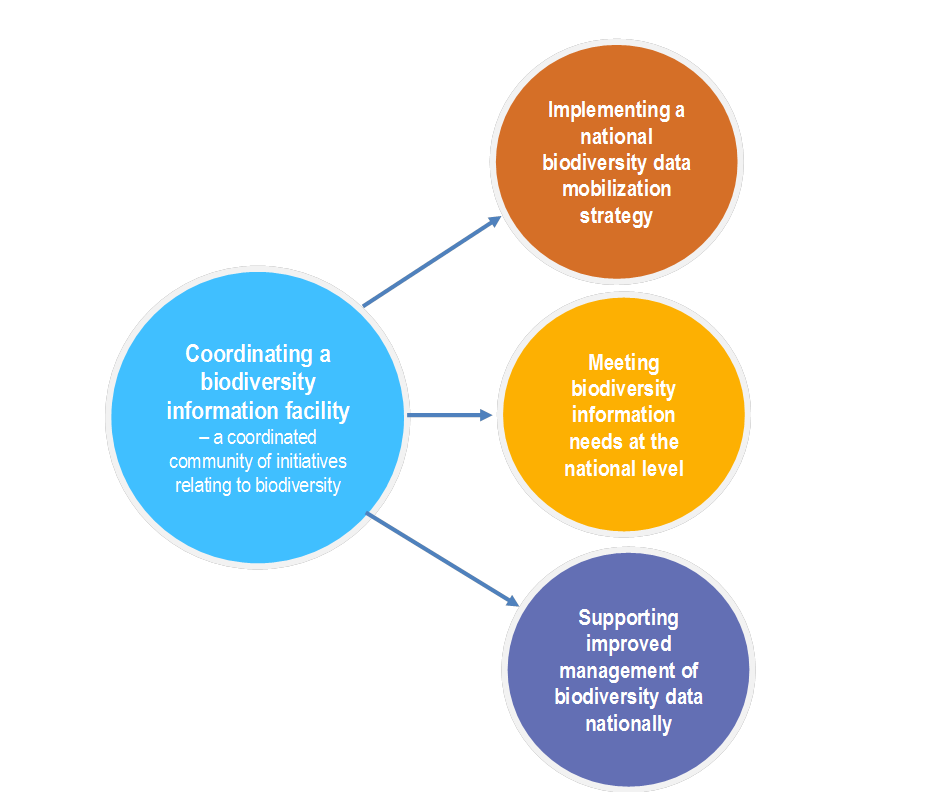 Implementing a
national
biodiversity data
mobilization
strategy
Coordinating a
biodiversity
information facility
– a coordinated
community of initiatives
relating to biodiversity
Meeting
biodiversity
information
needs at the
national level
Supporting
improved
management of
biodiversity data
nationally